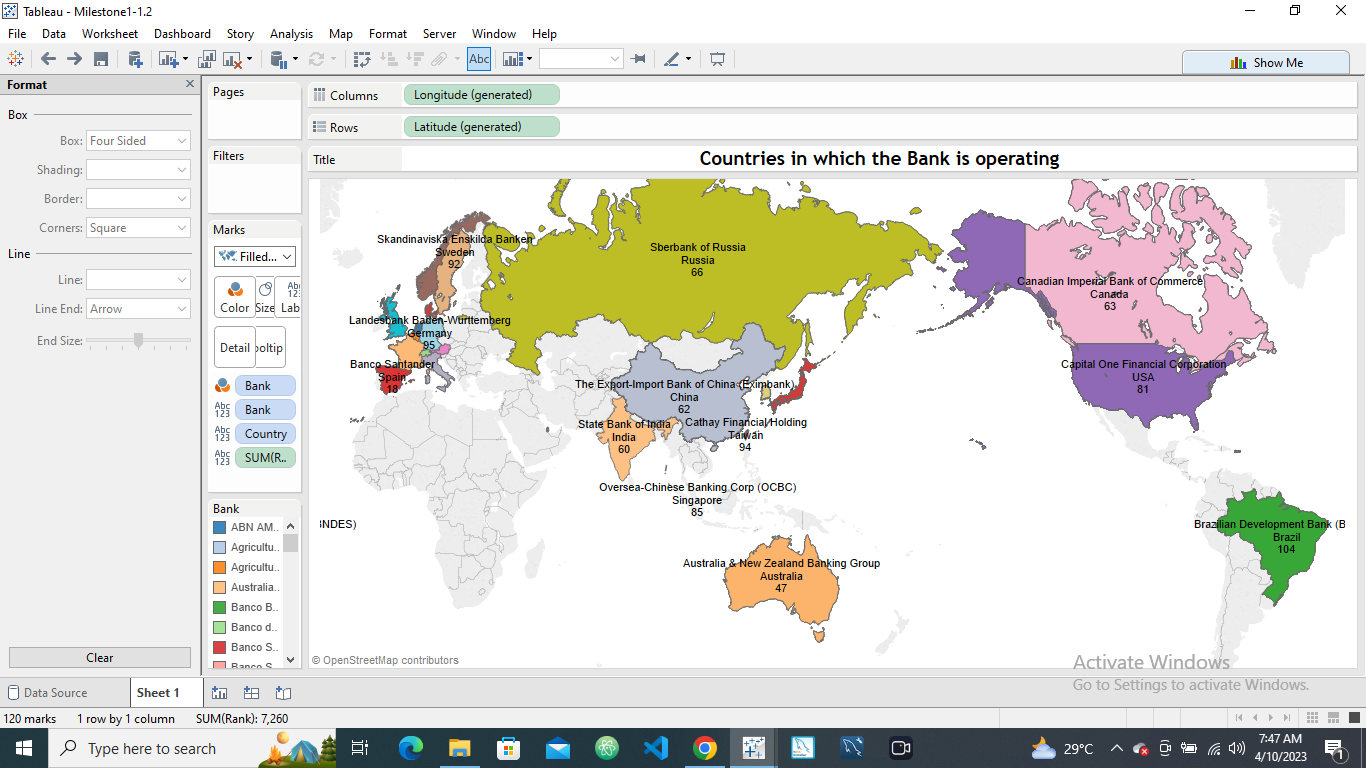 Tableau - Milestone1-1.2
File Data Worksheet Dashboard Story Analysis Map Format Server Window Help
Abc
Show Me
Format
Box
Box: Four Sided
Shading:
Border:
Corners: Square
Line
Line:
Line End: Arrow
End Size:
Clear
Pages
Filters
Marks
Filled...
Color Size Lab
Detail ooltip
Bank
Abc 123 Bank
Abc 123 Country
Abc 123 SUM(R..
Bank
ABN AM..
Agricultu..
Agricultu..
Australia..
Banco B..
Banco d..
Banco S..
Banco S
Columns Longitude (generated)
Rows Latitude (generated)
Title Countries in which the Bank is operating
Skandinaviska Enskilda Banken
Sweden
92
Sberbank of Russia
Russia
66
Canadian Imperial Bank of Commerce
Canada
63
Landesbank Baden-Wurttemberg
Germany
95
Banco Santander
Spain
18
Capital One Financial Corporation
USA
81
The Export-Import Bank of China (Eximbank)
China
62
State Bank of India
India
60
Cathay Financial Holding
Taiwan
94
Oversea-Chinese Banking Corp (OCBC)
Singapore
85
NDES)
Brazilian Development Bank (B
Brazil
104
Australia & New Zealand Banking Group
Australia
47
© OpenStreetMap contributors
Activate Windows
Go to Settings to activate Windows.
Data Source Sheet 1
120 marks 1 row by 1 column SUM(Rank): 7,260
Type here to search
29°C
7:47 AM
4/10/2023
1